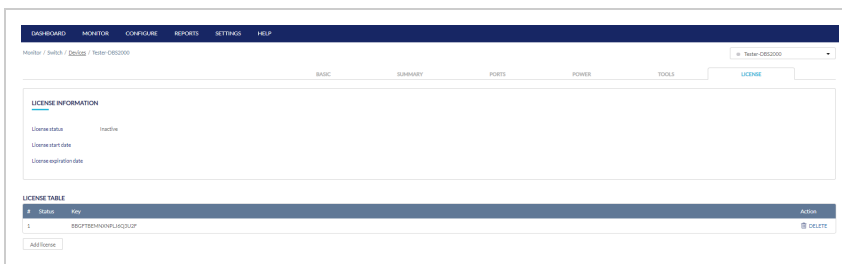 DASHBOARD MONITOR CONFIGURE REPORTS SETTINGS HELP
Monitor / Switch / Devices / Tester-DBS2000
Tester-DBS2000
BASIC SUMMARY PORTS POWER TOOLS LICENSE
LICENSE INFORMATION
License status Inactive
License start date
License expiration date
LICENSE TABLE
# Status Key Action
1 DELETE
Add license